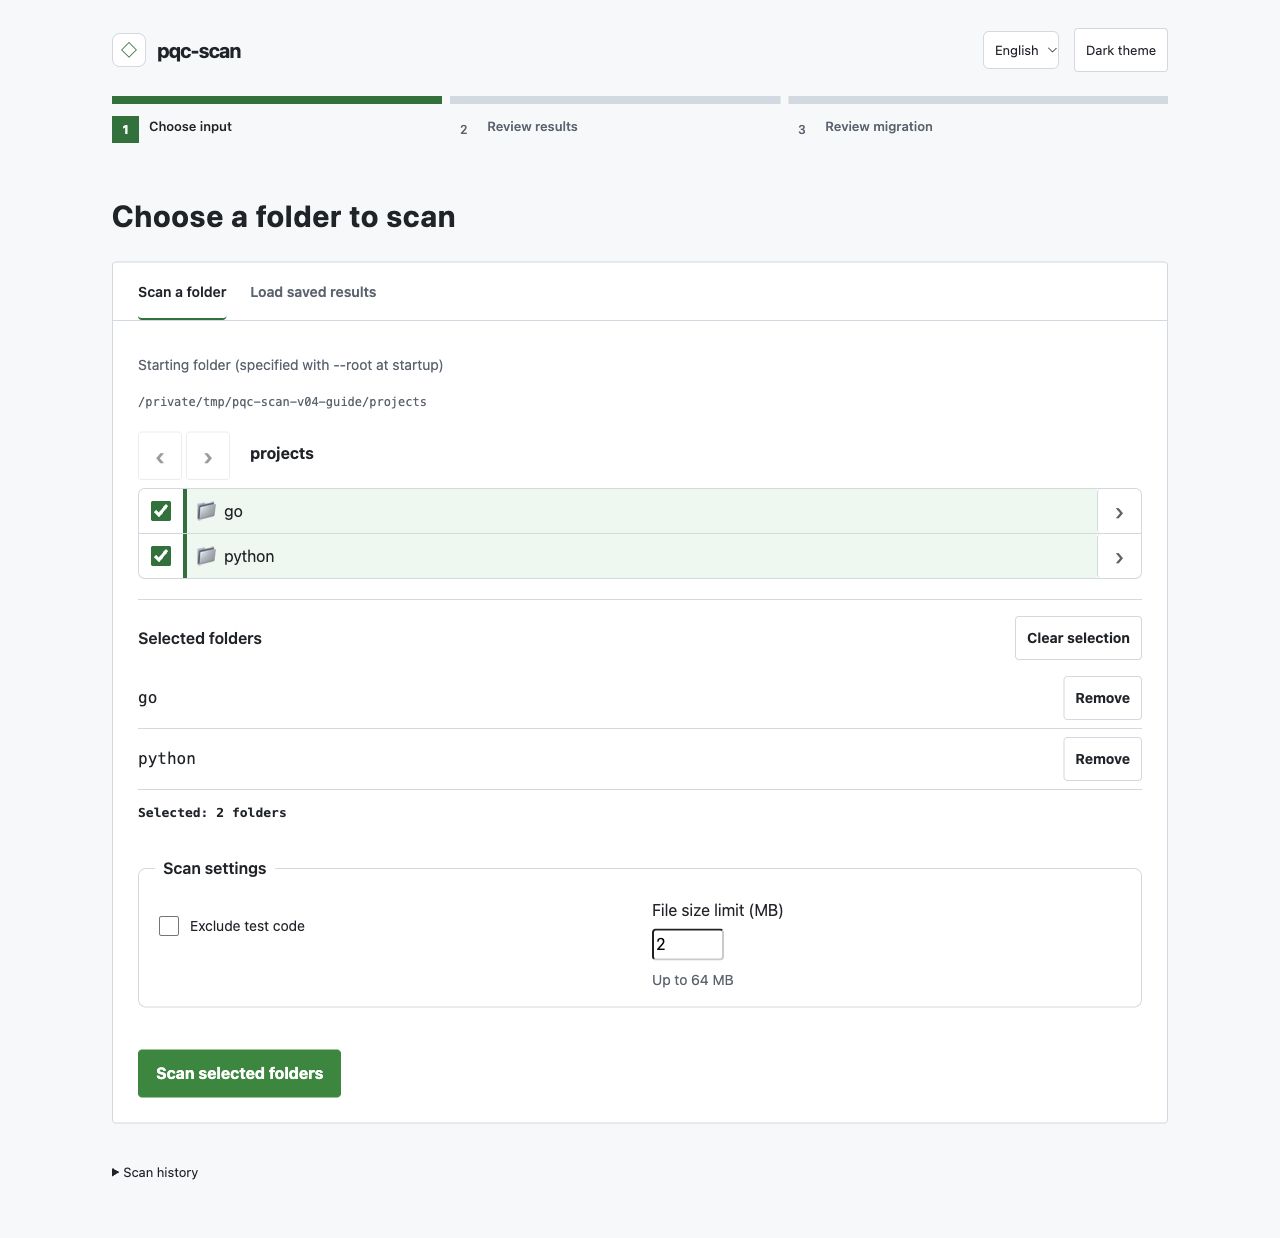 pqc-scan
English
Dark theme
1 Choose input
2 Review results
3 Review migration
Choose a folder to scan
Scan a folder
Load saved results
Starting folder (specified with --root at startup)
/private/tmp/pqc-scan-v04-guide/projects
‹ › projects
go ›
python ›
Selected folders
Clear selection
go
Remove
python
Remove
Selected: 2 folders
Scan settings
Exclude test code
File size limit (MB)
2
Up to 64 MB
Scan selected folders
Scan history